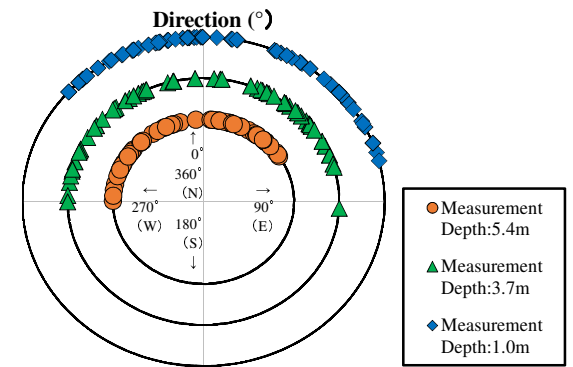 Direction (°)
↑
0°
360°
(N)
←
→
270°
(W)
90°
(E)
180°
(S)
↓
Measurement
Depth:5.4m
Measurement
Depth:3.7m
Measurement
Depth:1.0m